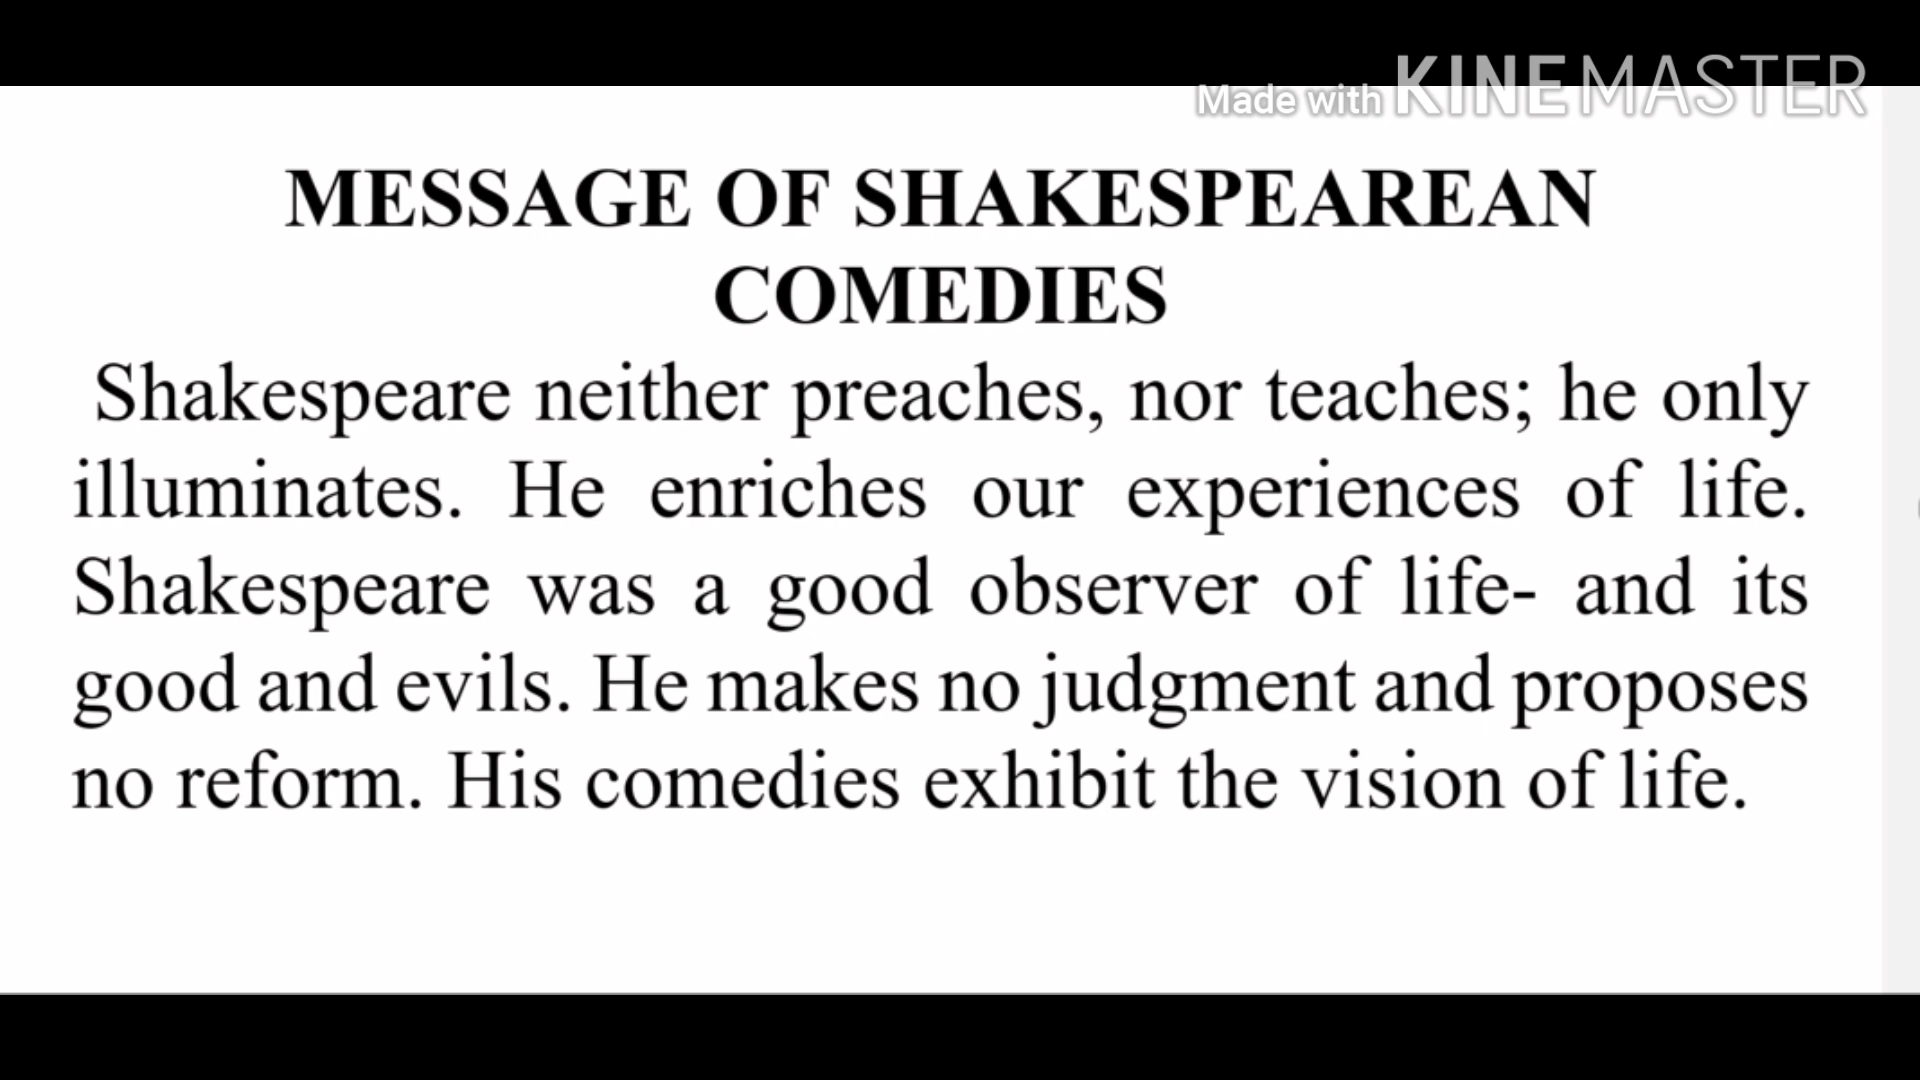 Made with KINEMASTER
MESSAGE OF SHAKESPEAREAN
COMEDIES
Shakespeare neither preaches, nor teaches; he only
illuminates. He enriches our experiences of life.
Shakespeare was a good observer of life- and its
good and evils. He makes no judgment and proposes
no reform. His comedies exhibit the vision of life.